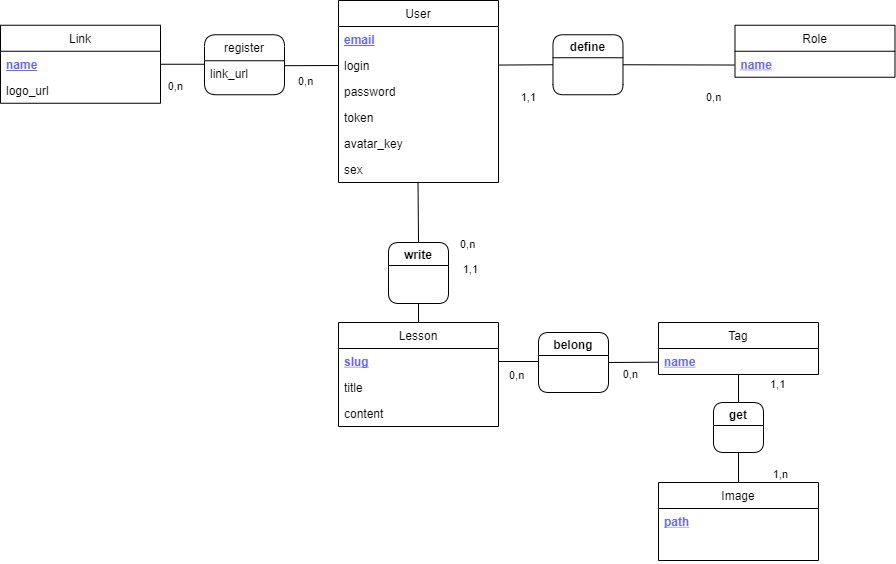 User
email
login
password
token
avatar_key
sex
Link
name
logo_url
0,n
register
link_url
0,n
define
1,1
0,n
Role
name
write
0,n
1,1
Lesson
slug
title
content
0,n
belong
0,n
Tag
name
1,1
get
1,n
Image
path